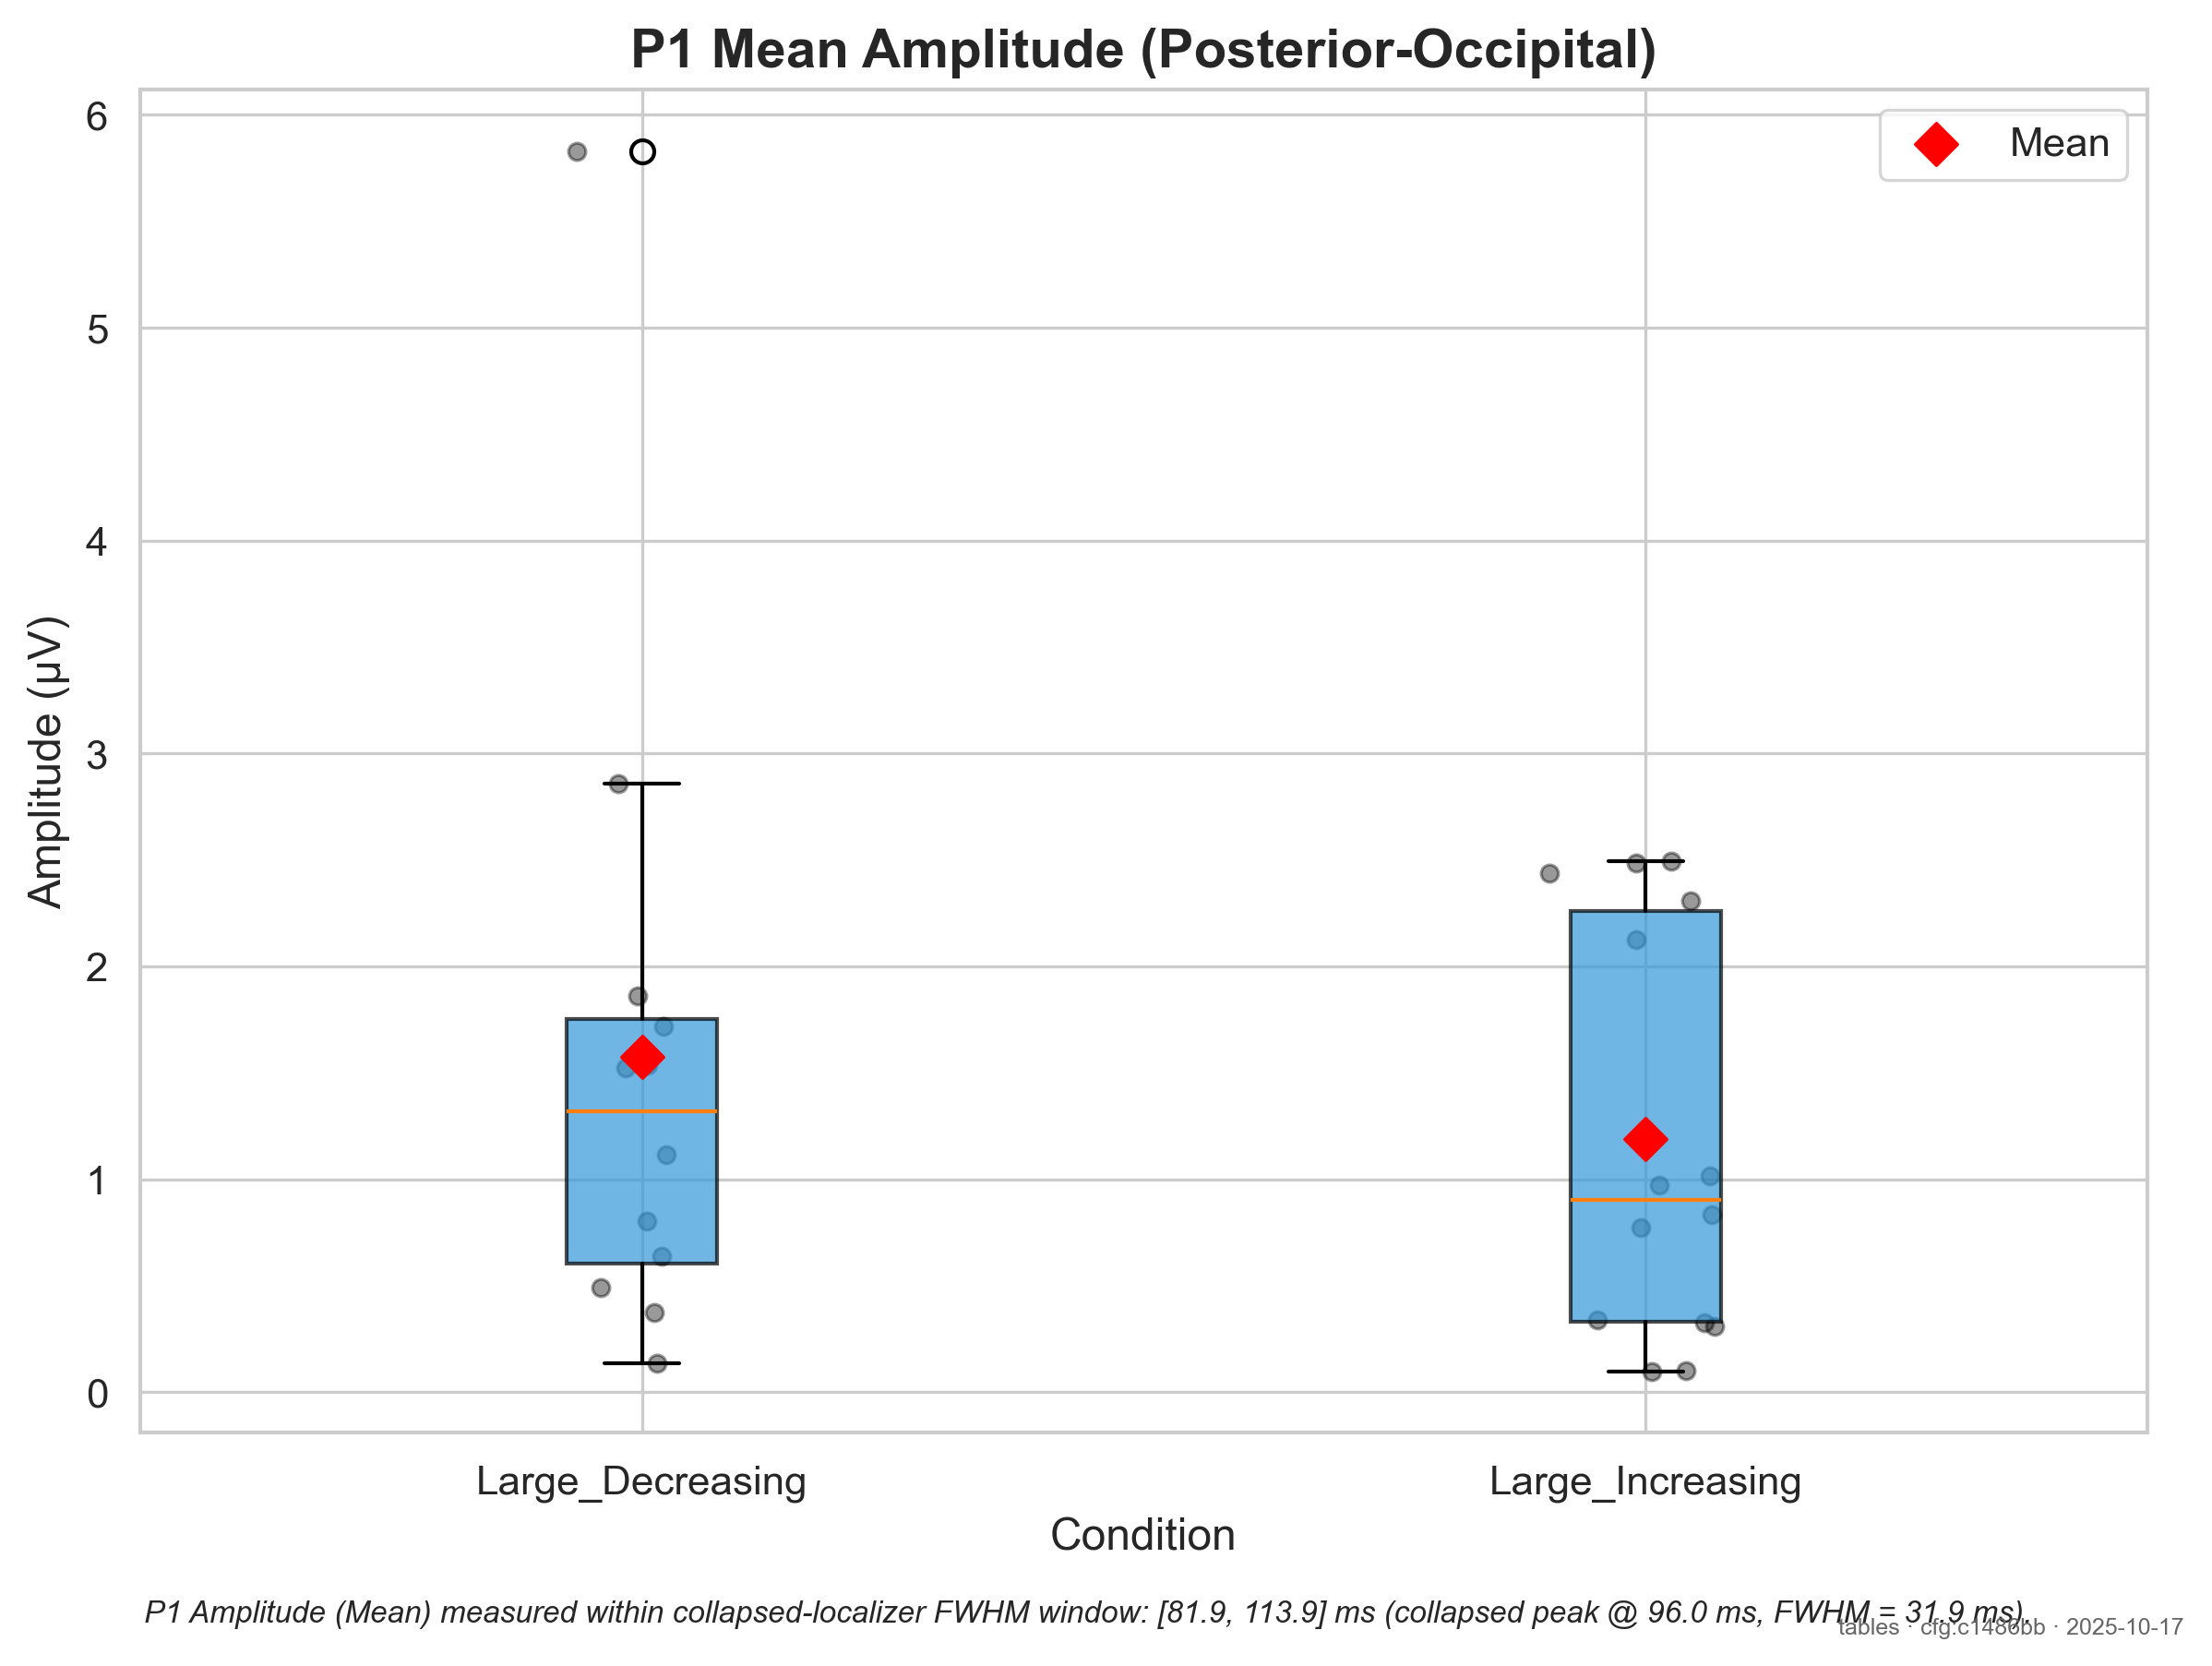 P1 Mean Amplitude (Posterior-Occipital)
Mean
6
5
4
3
2
1
0
Amplitude (µV)
Large_Decreasing
Large_Increasing
Condition
P1 Amplitude (Mean) measured within collapsed-localizer FWHM window: [81.9, 113.9] ms (collapsed peak @ 96.0 ms, FWHM = 31.9 ms).
tables · cfg:c1486bb · 2025-10-17